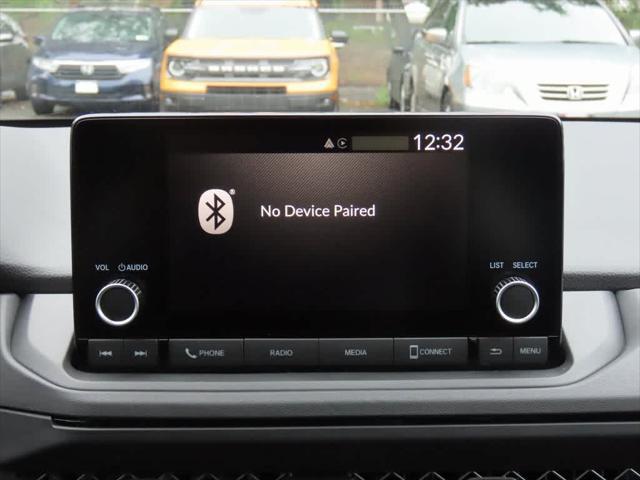 12:32
No Device Paired
VOL AUDIO
LIST SELECT
PHONE RADIO MEDIA CONNECT MENU